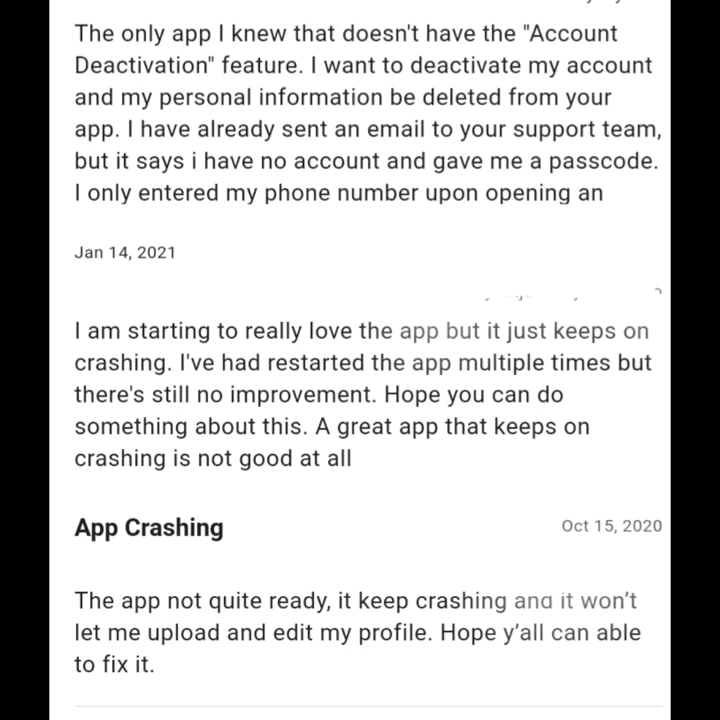 The only app I knew that doesn't have the "Account
Deactivation" feature. I want to deactivate my account
and my personal information be deleted from your
app. I have already sent an email to your support team,
but it says i have no account and gave me a passcode.
I only entered my phone number upon opening an
Jan 14, 2021
I am starting to really love the app but it just keeps on
crashing. I've had restarted the app multiple times but
there's still no improvement. Hope you can do
something about this. A great app that keeps on
crashing is not good at all
App Crashing
Oct 15, 2020
The app not quite ready, it keep crashing and it won't
let me upload and edit my profile. Hope y'all can able
to fix it.